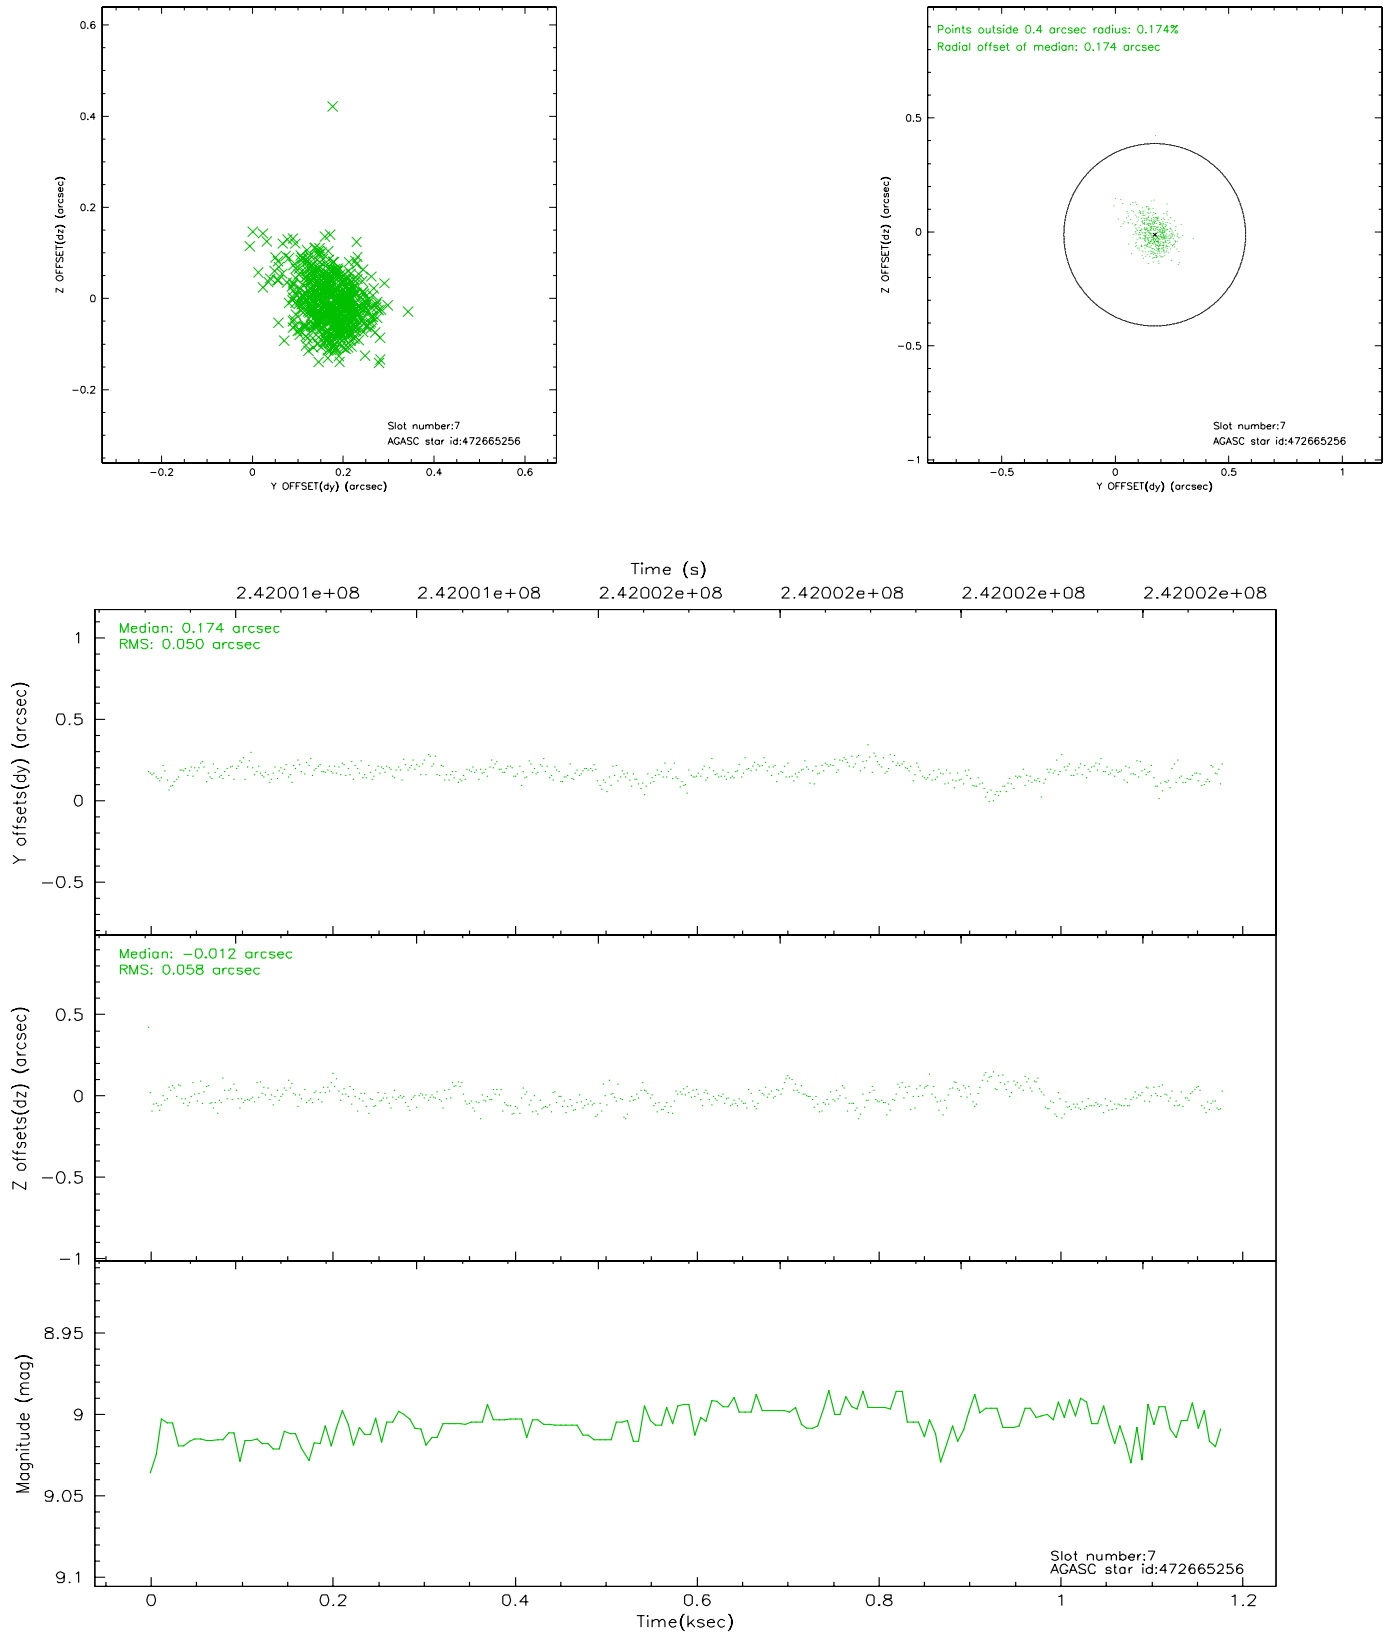 0.6
0.4
0.2
0
−0.2
Z OFFSET(dz) (arcsec)
Slot number:7
AGASC star id:472665256
−0.2 0 0.2 0.4 0.6
Y OFFSET(dy) (arcsec)
Points outside 0.4 arcsec radius: 0.174%
Radial offset of median: 0.174 arcsec
0.5
0
−0.5
−1
Z OFFSET(dz) (arcsec)
Slot number:7
AGASC star id:472665256
−0.5 0 0.5 1
Y OFFSET(dy) (arcsec)
Time (s)
2.42001e+08 2.42001e+08 2.42002e+08 2.42002e+08 2.42002e+08 2.42002e+08
Median: 0.174 arcsec
RMS: 0.050 arcsec
1
0.5
0
−0.5
Y offsets(dy) (arcsec)
Median: −0.012 arcsec
RMS: 0.058 arcsec
0.5
0
−0.5
−1
Z offsets(dz) (arcsec)
8.95
9
9.05
9.1
Magnitude (mag)
Slot number:7
AGASC star id:472665256
0 0.2 0.4 0.6 0.8 1 1.2
Time(ksec)